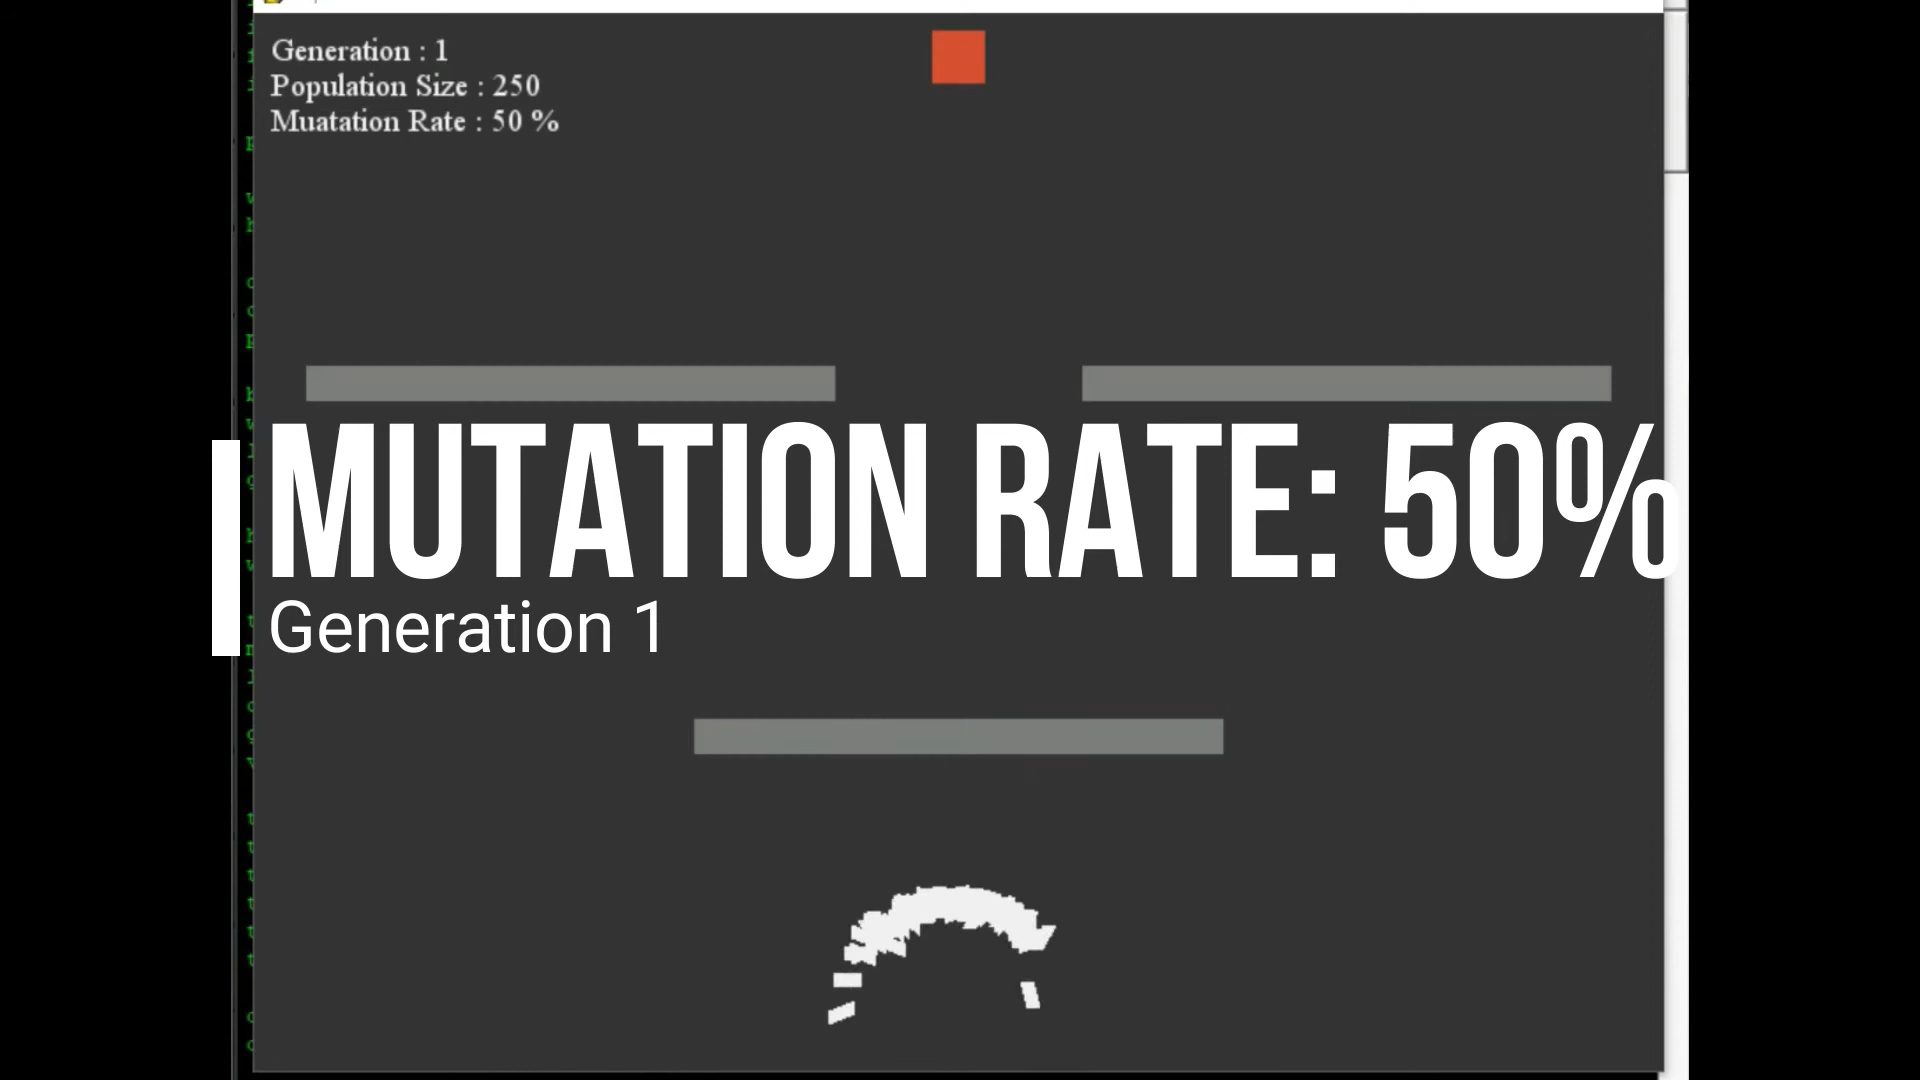 Generation : 1
Population Size : 250
Muatation Rate : 50 %
MUTATION RATE: 50%
Generation 1